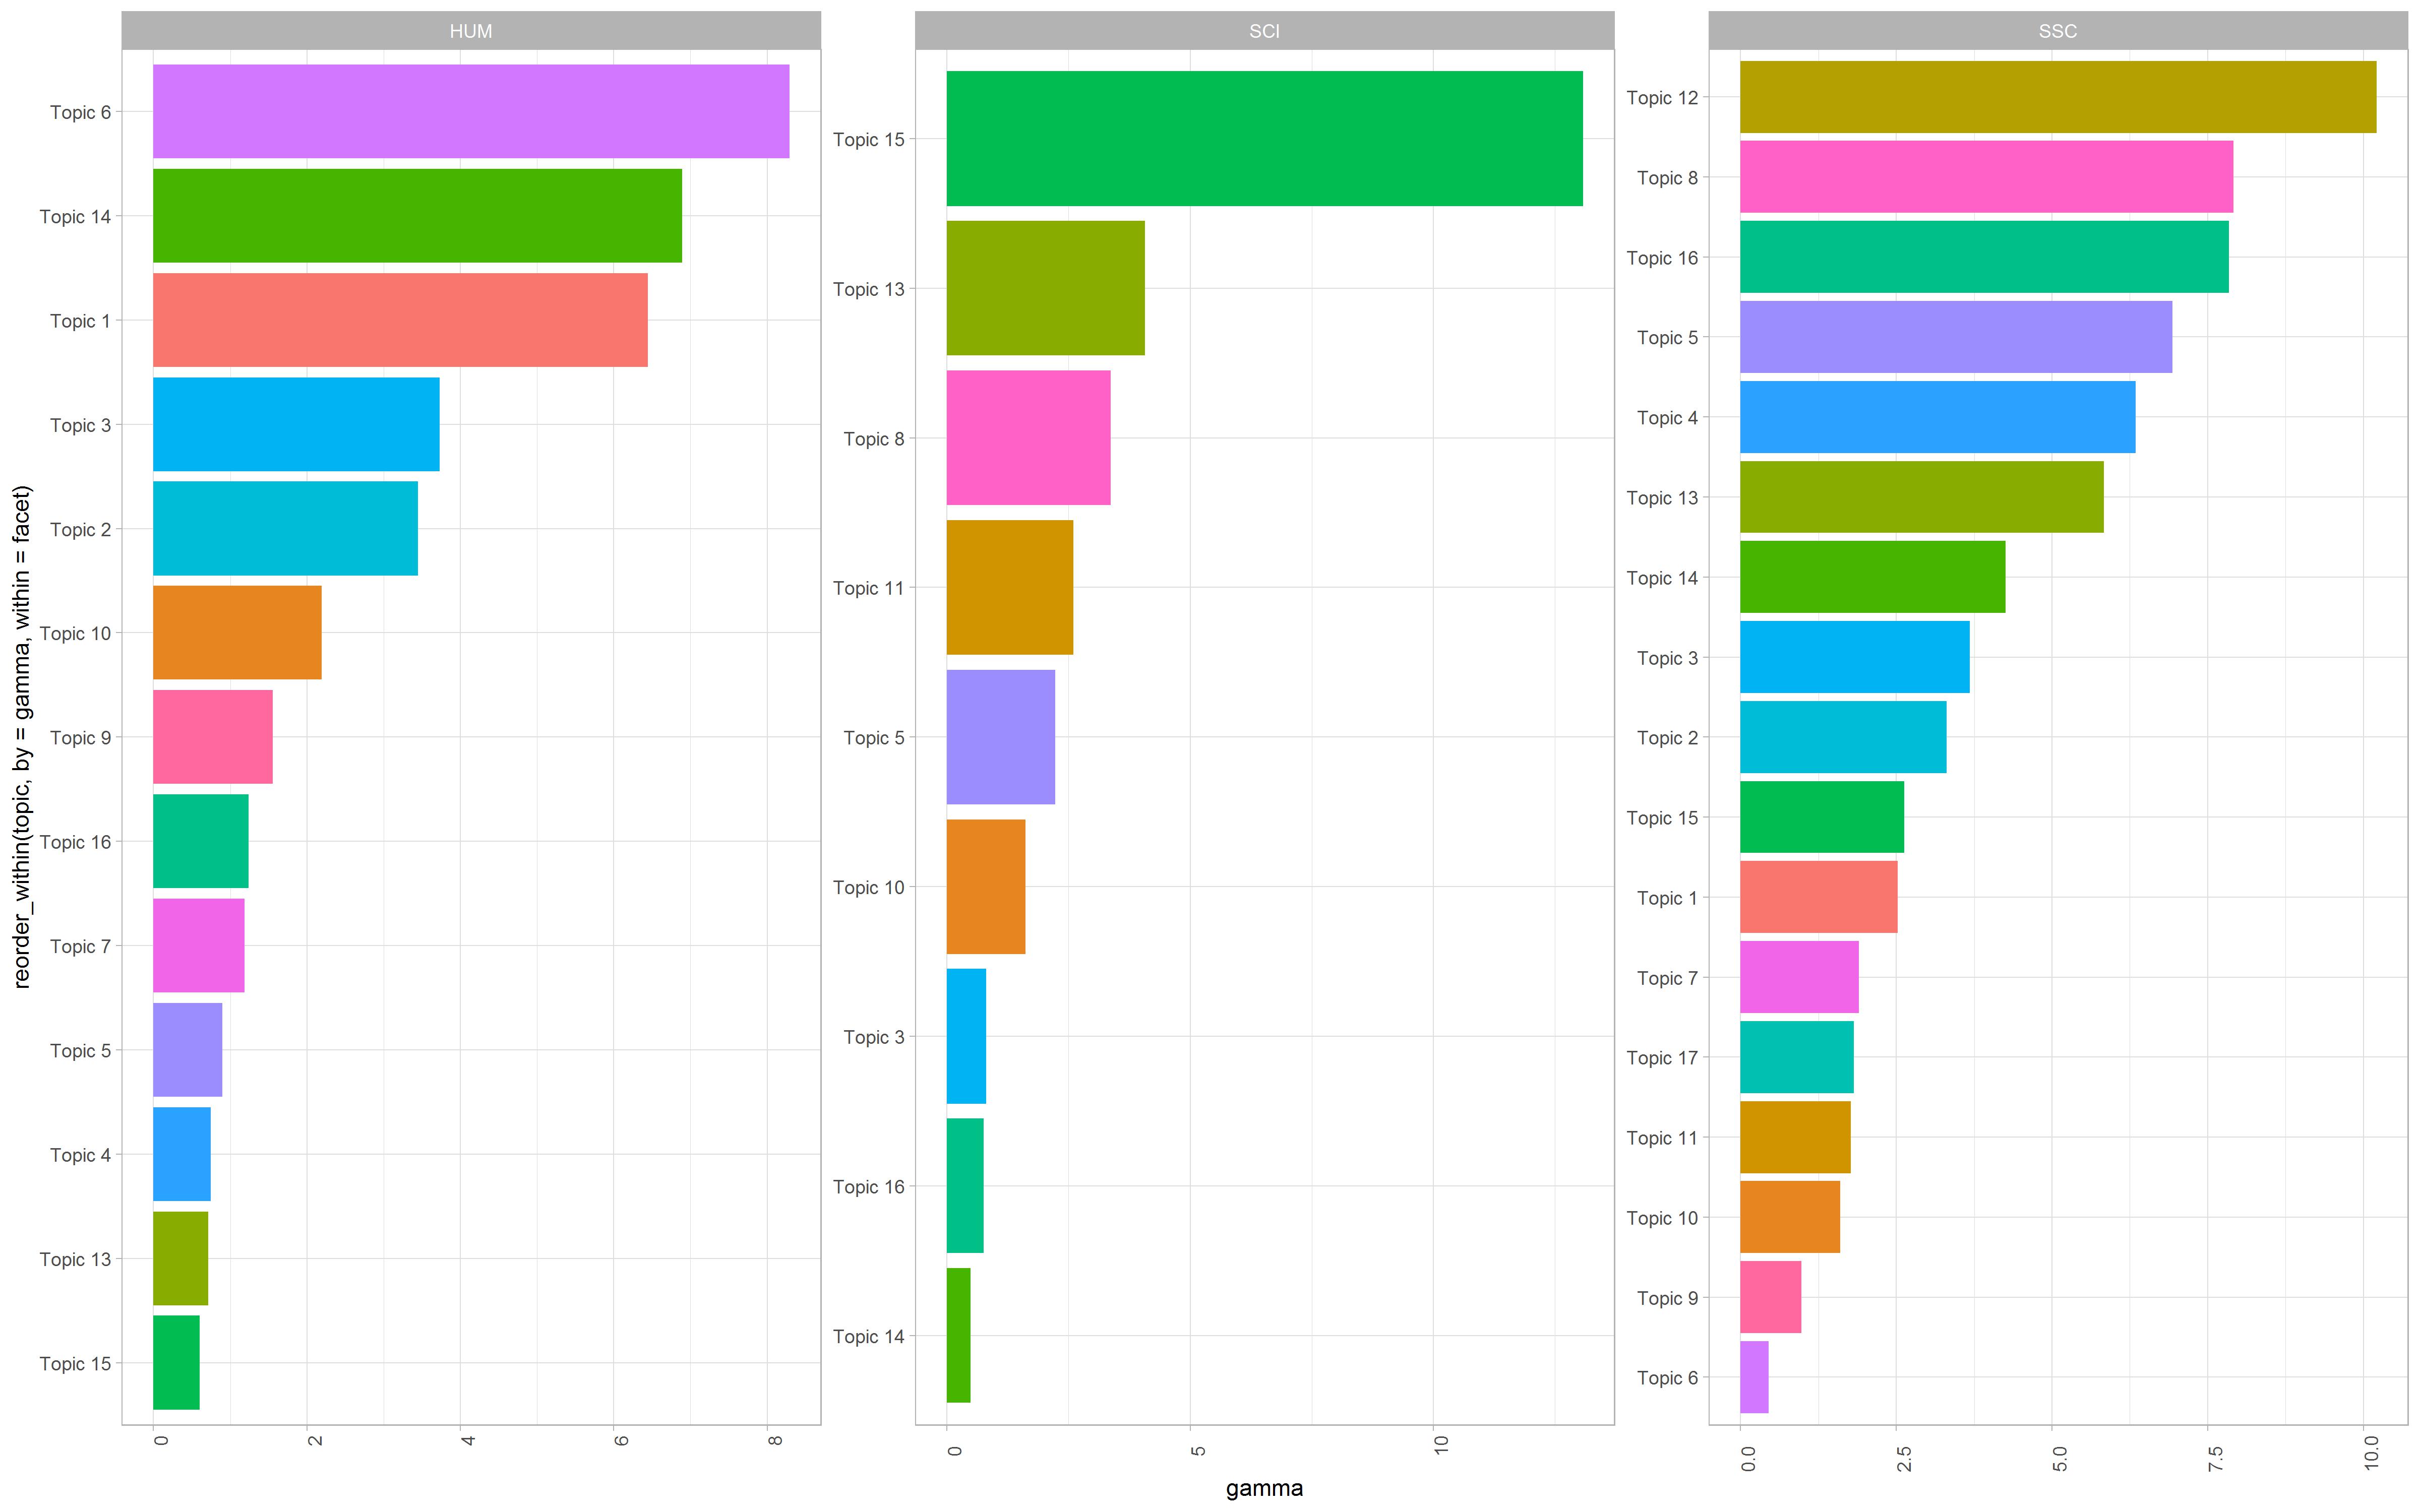 HUM
SCI
SSC
reorder_within(topic, by = gamma, within = facet)
Topic 6
Topic 14
Topic 1
Topic 3
Topic 2
Topic 10
Topic 9
Topic 16
Topic 7
Topic 5
Topic 4
Topic 13
Topic 15
0
2
4
6
8
Topic 15
Topic 13
Topic 8
Topic 11
Topic 5
Topic 10
Topic 3
Topic 16
Topic 14
0
5
10
Topic 12
Topic 8
Topic 16
Topic 5
Topic 4
Topic 13
Topic 14
Topic 3
Topic 2
Topic 15
Topic 1
Topic 7
Topic 17
Topic 11
Topic 10
Topic 9
Topic 6
0.0
2.5
5.0
7.5
10.0
gamma